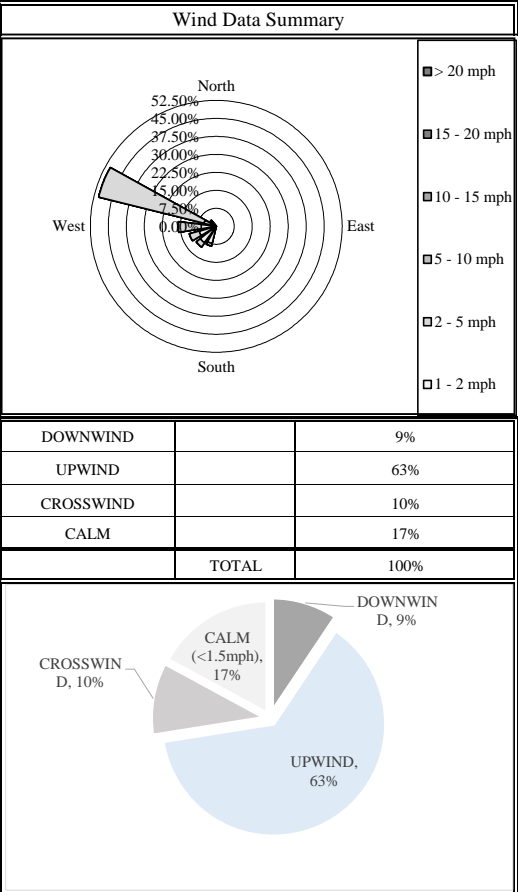 Wind Data Summary
North
52.50%
45.00%
37.50%
30.00%
22.50%
15.00%
7.50%
0.00%
West
East
South
> 20 mph
15 - 20 mph
10 - 15 mph
5 - 10 mph
2 - 5 mph
1 - 2 mph
DOWNWIND 9%
UPWIND 63%
CROSSWIND 10%
CALM 17%
TOTAL 100%
DOWNWIN
D, 9%
CALM
(<1.5mph),
17%
CROSSWIN
D, 10%
UPWIND,
63%